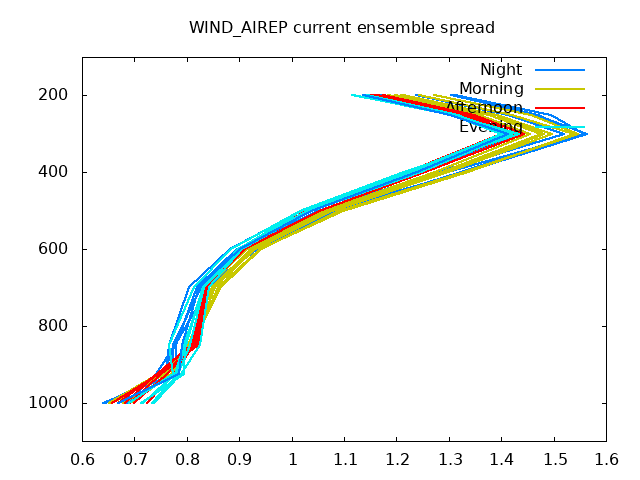 WIND_AIREP current ensemble spread
Night
Morning
Afternoon
Evening
200
400
600
800
1000
0.6 0.7 0.8 0.9 1 1.1 1.2 1.3 1.4 1.5 1.6